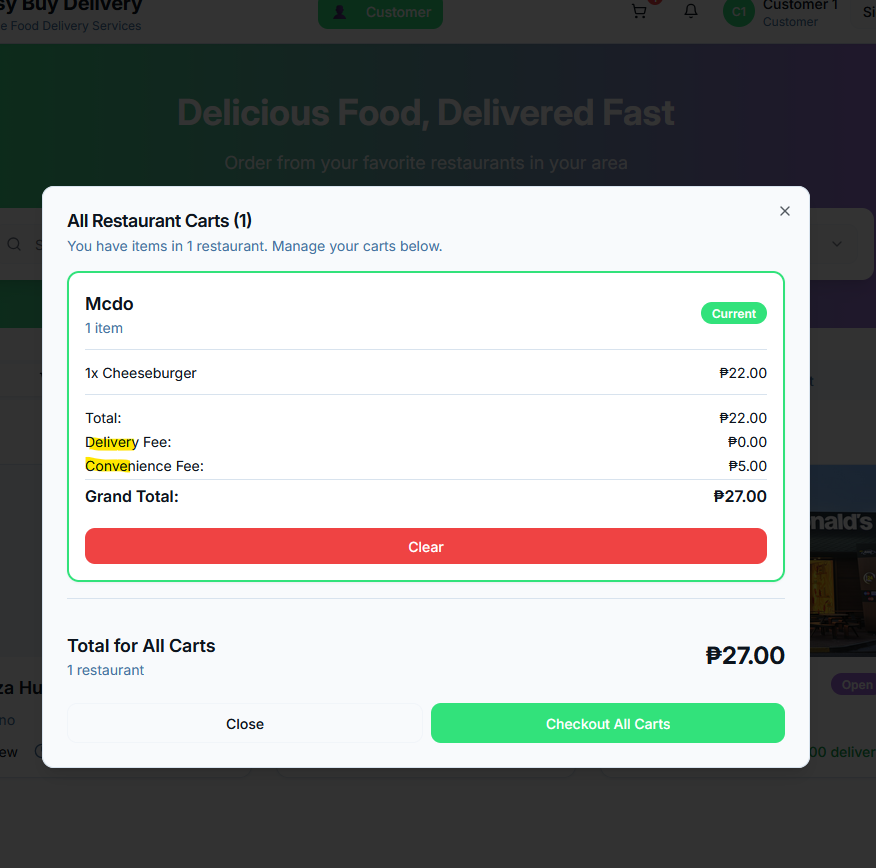 sy Buy Delivery
e Food Delivery Services
Customer
C1
Customer 1
Customer
Si
Delicious Food, Delivered Fast
Order from your favorite restaurants in your area
S
All Restaurant Carts (1)
You have items in 1 restaurant. Manage your carts below.
Mcdo
1 item
Current
1x Cheeseburger ₱22.00
Total: ₱22.00
Delivery Fee: ₱0.00
Convenience Fee: ₱5.00
Grand Total: ₱27.00
Clear
nald's
Total for All Carts
1 restaurant
₱27.00
za Hu
Open
no
ew
00 deliver
Close
Checkout All Carts